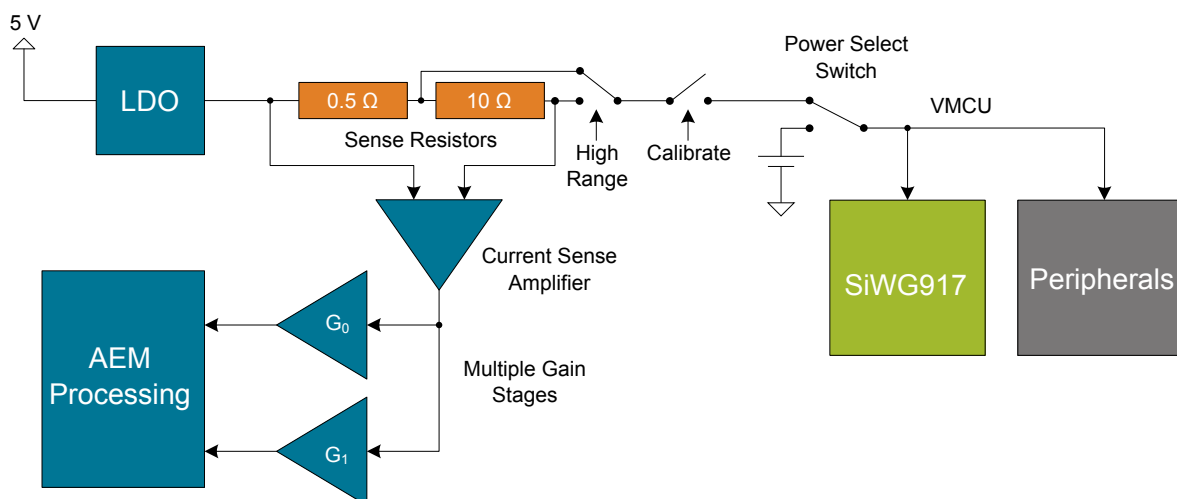 5 V
LDO
0.5 Ω
10 Ω
Sense Resistors
High
Range
Calibrate
Power Select
Switch
VMCU
Current Sense
Amplifier
SiWG917
Peripherals
AEM
Processing
G0
Multiple Gain
Stages
G1